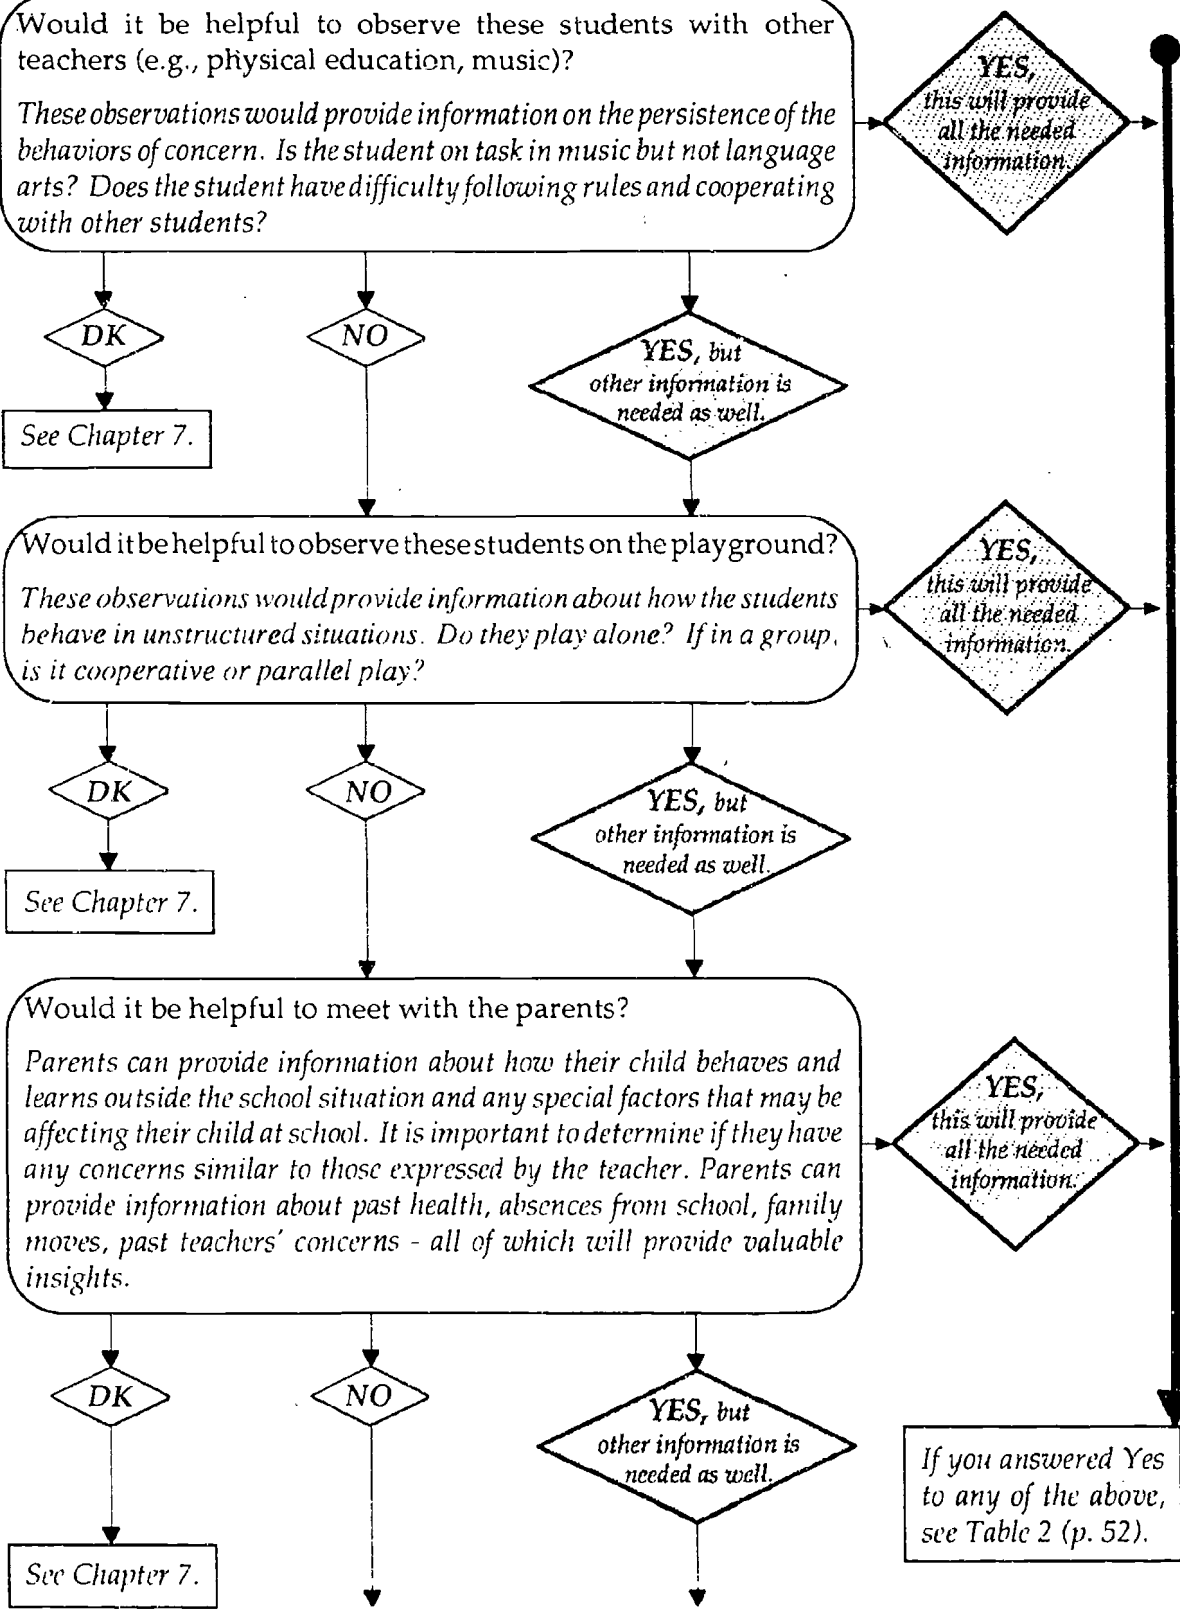 Would it be helpful to observe these students with other
teachers (e.g., physical education, music)?
These observations would provide information on the persistence of the
behaviors of concern. Is the student on task in music but not language
arts? Does the student have difficulty following rules and cooperating
with other students?
YES,
this will provide
all the needed
information.
DK
NO
YES, but
other information is
needed as well.
See Chapter 7.
Would it be helpful to observe these students on the playground?
These observations would provide information about how the students
behave in unstructured situations. Do they play alone? If in a group,
is it cooperative or parallel play?
YES,
this will provide
all the needed
information.
DK
NO
YES, but
other information is
needed as well.
See Chapter 7.
Would it be helpful to meet with the parents?
Parents can provide information about how their child behaves and
learns outside the school situation and any special factors that may be
affecting their child at school. It is important to determine if they have
any concerns similar to those expressed by the teacher. Parents can
provide information about past health, absences from school, family
moves, past teachers' concerns - all of which will provide valuable
insights.
YES,
this will provide
all the needed
information.
DK
NO
YES, but
other information is
needed as well.
See Chapter 7.
If you answered Yes
to any of the above,
see Table 2 (p. 52).